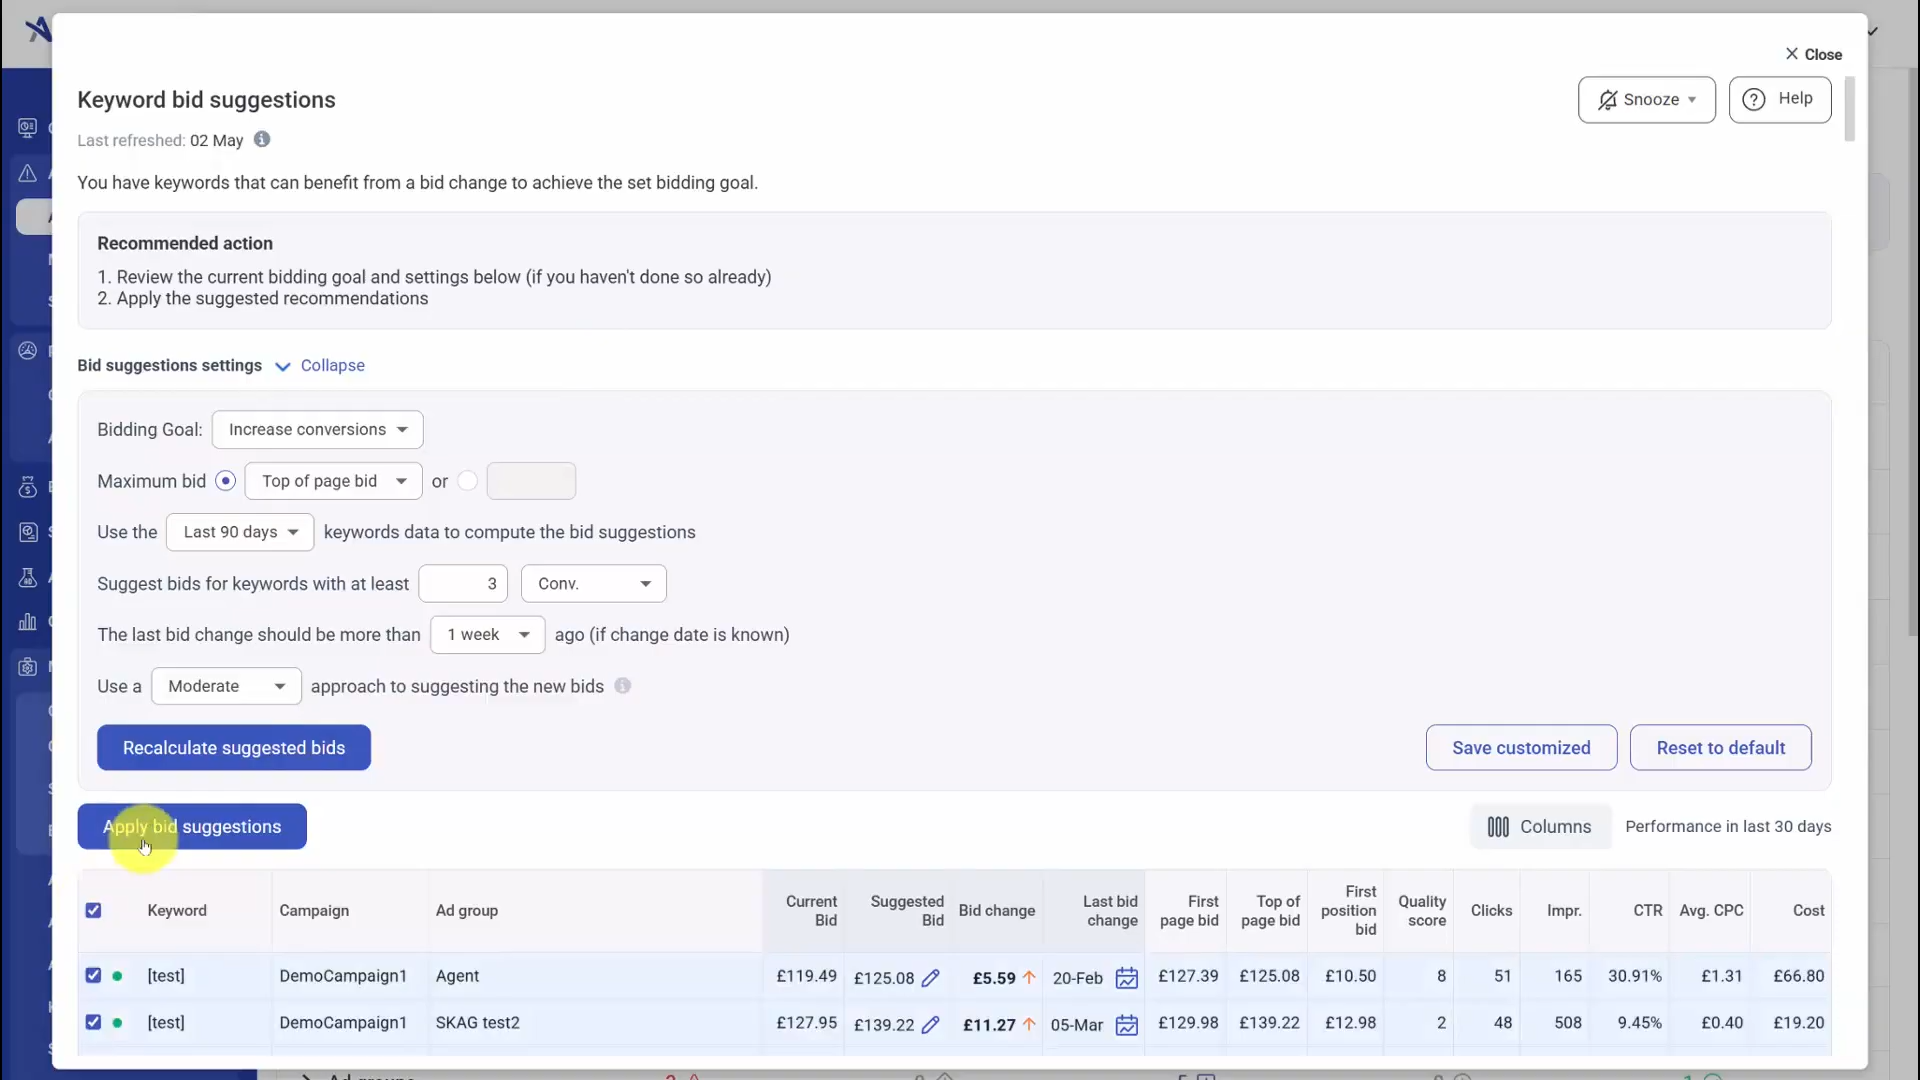 Close
Keyword bid suggestions
Snooze
Help
Last refreshed: 02 May
You have keywords that can benefit from a bid change to achieve the set bidding goal.
Recommended action
1. Review the current bidding goal and settings below (if you haven't done so already)
2. Apply the suggested recommendations
Bid suggestions settings Collapse
Bidding Goal: Increase conversions
Maximum bid Top of page bid or
Use the Last 90 days keywords data to compute the bid suggestions
Suggest bids for keywords with at least 3 Conv.
The last bid change should be more than 1 week ago (if change date is known)
Use a Moderate approach to suggesting the new bids
Recalculate suggested bids Save customized Reset to default
Apply bid suggestions Columns Performance in last 30 days
Keyword Campaign Ad group Current Bid Suggested Bid Bid change Last bid change First page bid Top of page bid First position bid Quality score Clicks Impr. CTR Avg. CPC Cost
[test] DemoCampaign1 Agent £119.49 £125.08 £5.59 20-Feb £127.39 £125.08 £10.50 8 51 165 30.91% £1.31 £66.80
[test] DemoCampaign1 SKAG test2 £127.95 £139.22 £11.27 05-Mar £129.98 £139.22 £12.98 2 48 508 9.45% £0.40 £19.20